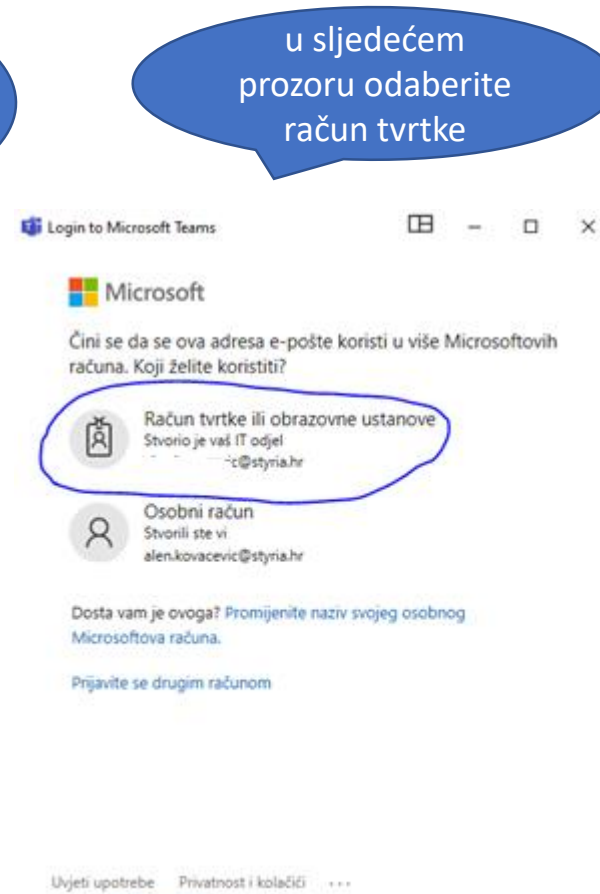 u sljedećem
prozoru odaberite
račun tvrtke
Login to Microsoft Teams
Microsoft
Čini se da se ova adresa e-pošte koristi u više Microsoftovih
računa. Koji želite koristiti?
Račun tvrtke ili obrazovne ustanove
Stvorio je vaš IT odjel
c@styria.hr
Osobni račun
Stvorili ste vi
alen.kovacevic@styria.hr
Dosta vam je ovoga? Promijenite naziv svojeg osobnog
Microsoftova računa.
Prijavite se drugim računom
Uvjeti upotrebe Privatnost i kolačići ...